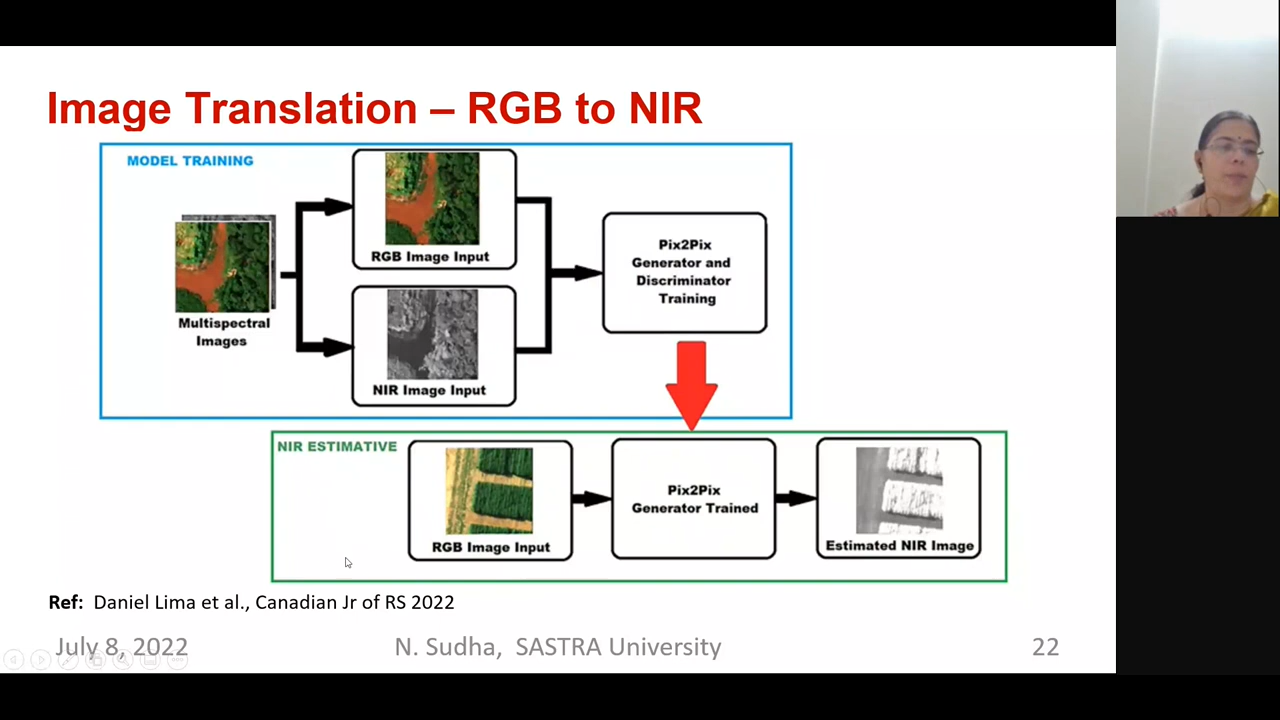 Image Translation – RGB to NIR
MODEL TRAINING
Multispectral
Images
RGB Image Input
NIR Image Input
Pix2Pix
Generator and
Discriminator
Training
NIR ESTIMATIVE
RGB Image Input
Pix2Pix
Generator Trained
Estimated NIR Image
Ref: Daniel Lima et al., Canadian Jr of RS 2022
July 8, 2022
N. Sudha, SASTRA University
22